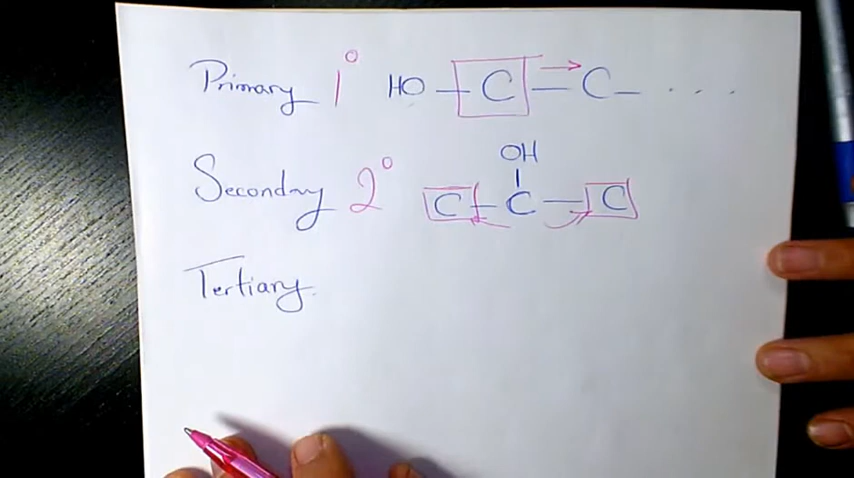 Primary 1° HO - C - C - . . . .
OH
Secondary 2° C - C - C
Tertiary.